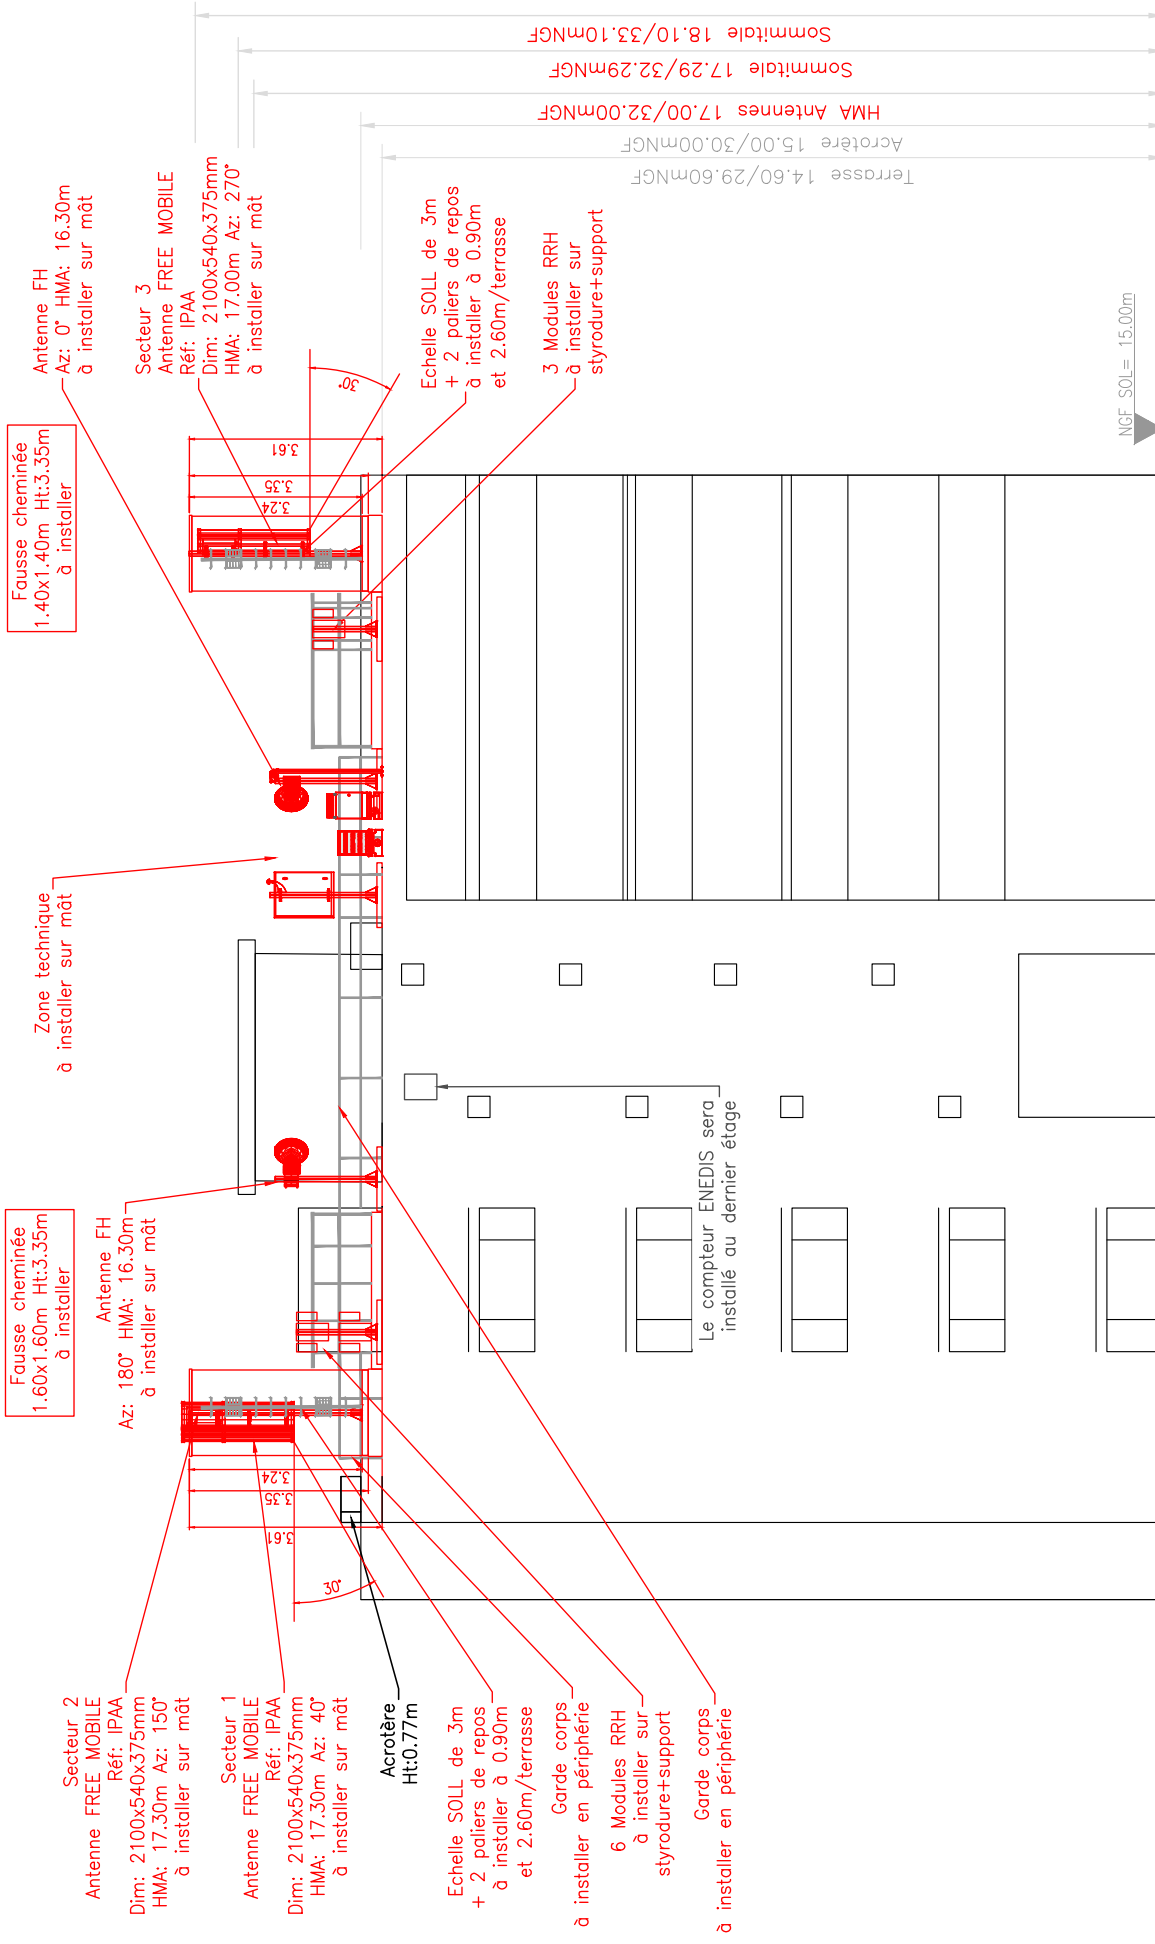 Fausse cheminée
1.60x1.60m Ht:3.35m
à installer
Fausse cheminée
1.40x1.40m Ht:3.35m
à installer
Secteur 2
Antenne FREE MOBILE
Réf: IPAA
Dim: 2100x540x375mm
HMA: 17.30m Az: 150°
à installer sur mât
Antenne FH
Az: 180° HMA: 16.30m
à installer sur mât
Zone technique
à installer sur mât
Antenne FH
Az: 0° HMA: 16.30m
à installer sur mât
Secteur 1
Antenne FREE MOBILE
Réf: IPAA
Dim: 2100x540x375mm
HMA: 17.30m Az: 40°
à installer sur mât
Secteur 3
Antenne FREE MOBILE
Réf: IPAA
Dim: 2100x540x375mm
HMA: 17.00m Az: 270°
à installer sur mât
Acrotère
Ht:0.77m
3.24
3.35
3.61
30°
3.24
3.35
3.61
30°
Echelle SOLL de 3m
+ 2 paliers de repos
à installer à 0.90m
et 2.60m/terrasse
Echelle SOLL de 3m
+ 2 paliers de repos
à installer à 0.90m
et 2.60m/terrasse
Garde corps
à installer en périphérie
6 Modules RRH
à installer sur
styrodure+support
3 Modules RRH
à installer sur
styrodure+support
Garde corps
à installer en périphérie
Le compteur ENEDIS sera
installé au dernier étage
Terrasse 14.60/29.60mNGF
Acrotère 15.00/30.00mNGF
HMA Antennes 17.00/32.00mNGF
Sommitale 17.29/32.29mNGF
Sommitale 18.10/33.10mNGF
NGF SOL= 15.00m